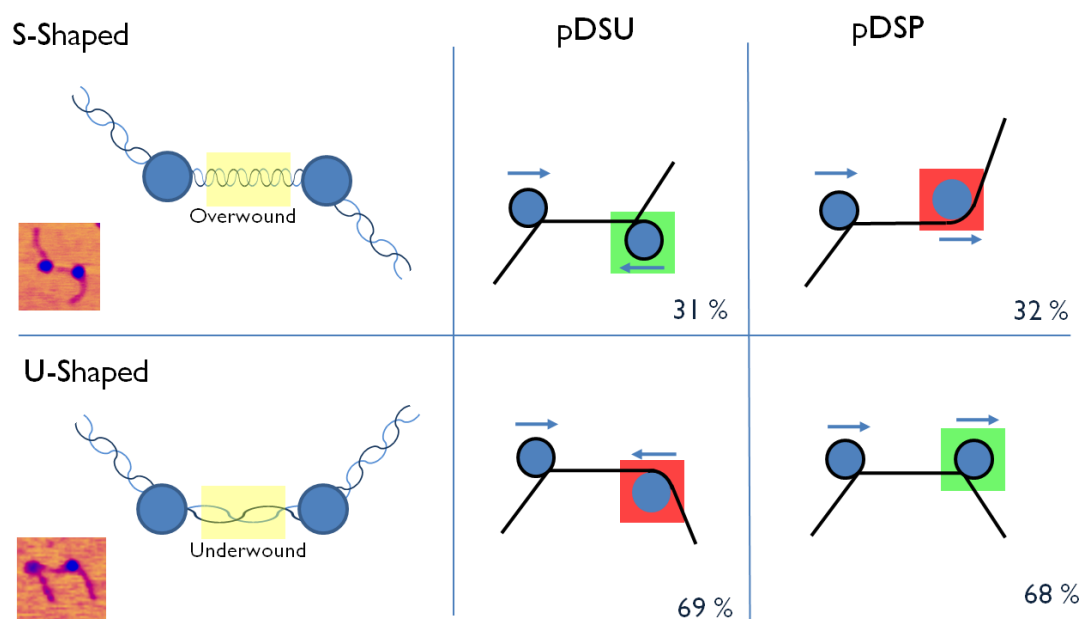 S-Shaped
pDSU
pDSP
Overwound
31 %
32 %
U-Shaped
Underwound
69 %
68 %